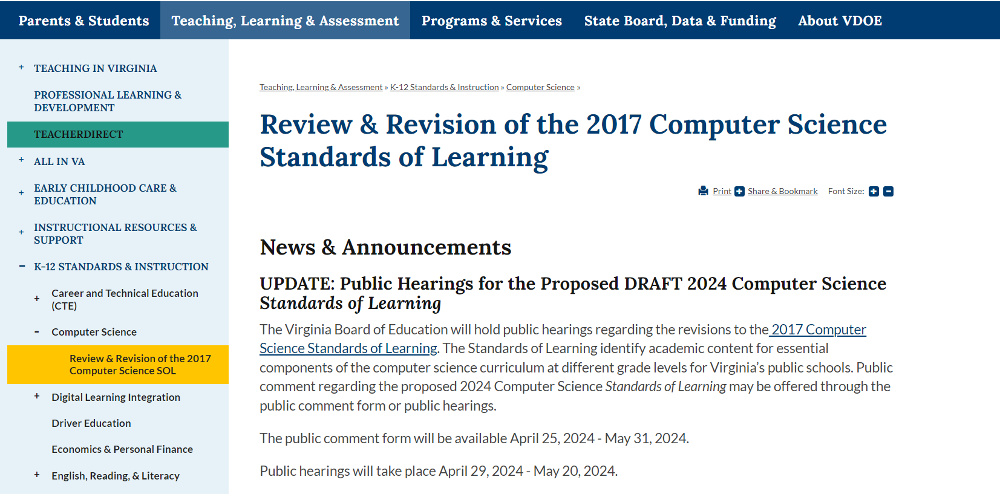 Parents & Students
Teaching, Learning & Assessment
Programs & Services
State Board, Data & Funding
About VDOE
+ TEACHING IN VIRGINIA
PROFESSIONAL LEARNING &
DEVELOPMENT
TEACHERDIRECT
+ ALL IN VA
+ EARLY CHILDHOOD CARE &
EDUCATION
+ INSTRUCTIONAL RESOURCES &
SUPPORT
− K-12 STANDARDS & INSTRUCTION
+ Career and Technical Education
(CTE)
- Computer Science
Review & Revision of the 2017
Computer Science SOL
+ Digital Learning Integration
Driver Education
Economics & Personal Finance
+ English, Reading, & Literacy
Teaching, Learning & Assessment » K-12 Standards & Instruction » Computer Science »
Review & Revision of the 2017 Computer Science
Standards of Learning
Print + Share & Bookmark Font Size: + -
News & Announcements
UPDATE: Public Hearings for the Proposed DRAFT 2024 Computer Science
Standards of Learning
The Virginia Board of Education will hold public hearings regarding the revisions to the 2017 Computer
Science Standards of Learning. The Standards of Learning identify academic content for essential
components of the computer science curriculum at different grade levels for Virginia’s public schools. Public
comment regarding the proposed 2024 Computer Science Standards of Learning may be offered through the
public comment form or public hearings.
The public comment form will be available April 25, 2024 - May 31, 2024.
Public hearings will take place April 29, 2024 - May 20, 2024.